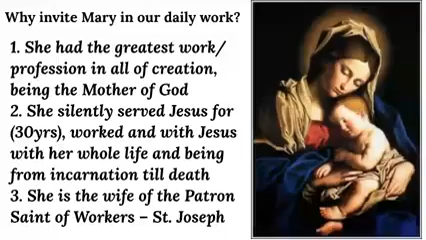 Why invite Mary in our daily work?
1. She had the greatest work/
profession in all of creation,
being the Mother of God
2. She silently served Jesus for
(30yrs), worked and with Jesus
with her whole life and being
from incarnation till death
3. She is the wife of the Patron
Saint of Workers – St. Joseph